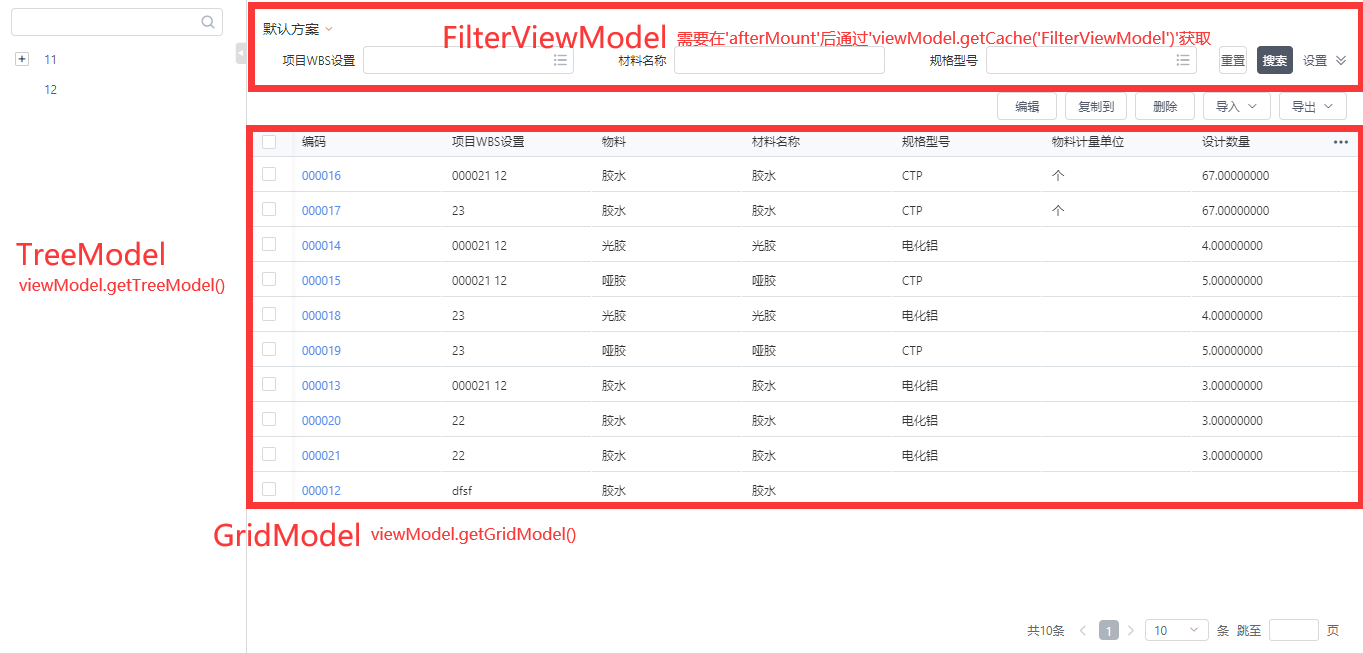 11
12
TreeModel
viewModel.getTreeModel()
默认方案
FilterViewModel 需要在'afterMount'后通过'viewModel.getCache('FilterViewModel')'获取
项目WBS设置 材料名称 规格型号 重置 搜索 设置
编辑 复制到 删除 导入 导出
编码 项目WBS设置 物料 材料名称 规格型号 物料计量单位 设计数量 •••
000016 000021 12 胶水 胶水 CTP 个 67.00000000
000017 23 胶水 胶水 CTP 个 67.00000000
000014 000021 12 光胶 光胶 电化铝 4.00000000
000015 000021 12 哑胶 哑胶 CTP 5.00000000
000018 23 光胶 光胶 电化铝 4.00000000
000019 23 哑胶 哑胶 CTP 5.00000000
000013 000021 12 胶水 胶水 电化铝 3.00000000
000020 22 胶水 胶水 电化铝 3.00000000
000021 22 胶水 胶水 电化铝 3.00000000
000012 dfsf 胶水 胶水
GridModel viewModel.getGridModel()
共10条 1 10 条 跳至 页